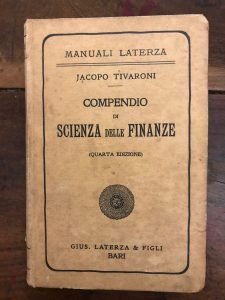 MANUALI LATERZA
JACOPO TIVARONI
COMPENDIO
DI
SCIENZA DELLE FINANZE
(QUARTA EDIZIONE)
GIUS. LATERZA & FIGLI
BARI